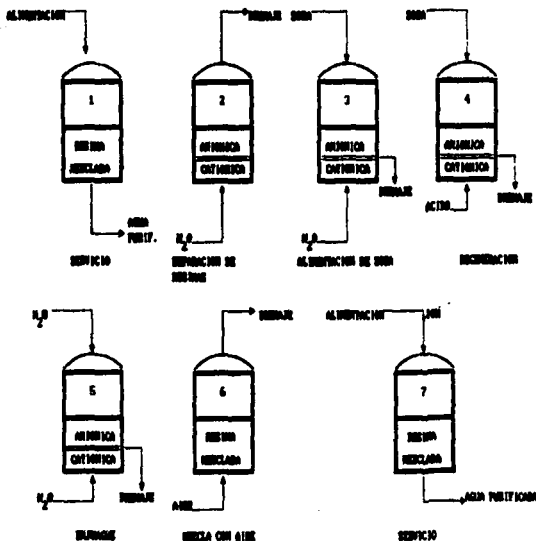 ALIMENTACION
1
RESINA
MEZCLADA
AGUA
PURIF.
SERVICIO
DRENAJE
2
ANIONICA
CATIONICA
H2O
SEPARACION DE
RESINAS
SOSA
3
ANIONICA
CATIONICA
DRENAJE
H2O
ALIMENTACION DE SOSA
SOSA
4
ANIONICA
CATIONICA
ACIDO
DRENAJE
REGENERACION
H2O
5
ANIONICA
CATIONICA
H2O
DRENAJE
ENJUAGUE
DRENAJE
6
RESINA
MEZCLADA
AIRE
MEZCLA CON AIRE
ALIMENTACION
7
RESINA
MEZCLADA
AGUA PURIFICADA
SERVICIO